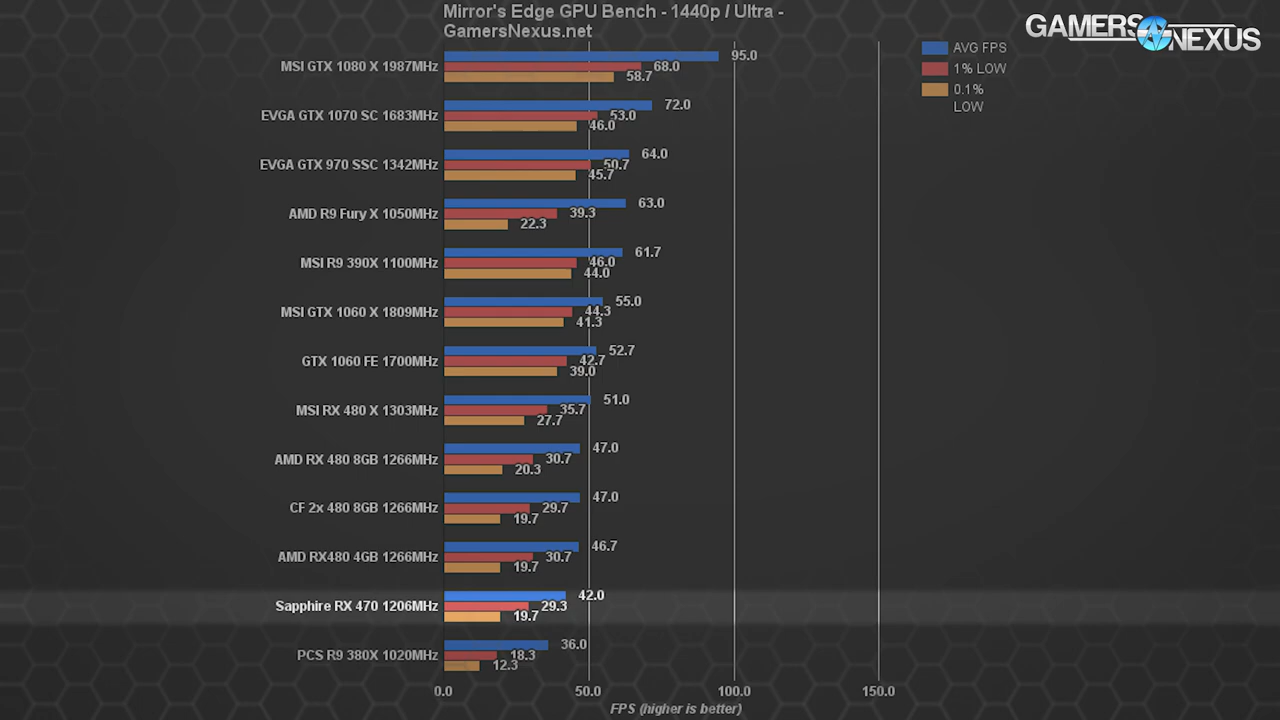 Mirror's Edge GPU Bench - 1440p / Ultra -
GamersNexus.net
GAMERS NEXUS
AVG FPS
1% LOW
0.1%
LOW
MSI GTX 1080 X 1987MHz
95.0
68.0
58.7
EVGA GTX 1070 SC 1683MHz
72.0
53.0
46.0
EVGA GTX 970 SSC 1342MHz
64.0
50.7
45.7
AMD R9 Fury X 1050MHz
63.0
39.3
22.3
MSI R9 390X 1100MHz
61.7
46.0
44.0
MSI GTX 1060 X 1809MHz
55.0
44.3
41.3
GTX 1060 FE 1700MHz
52.7
42.7
39.0
MSI RX 480 X 1303MHz
51.0
35.7
27.7
AMD RX 480 8GB 1266MHz
47.0
30.7
20.3
CF 2x 480 8GB 1266MHz
47.0
29.7
19.7
AMD RX480 4GB 1266MHz
46.7
30.7
19.7
Sapphire RX 470 1206MHz
42.0
29.3
19.7
PCS R9 380X 1020MHz
36.0
18.3
12.3
0.0 50.0 100.0 150.0
FPS (higher is better)